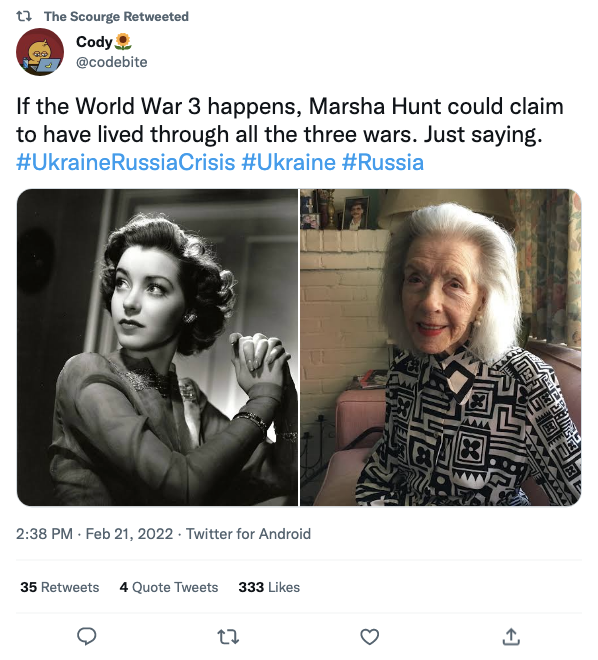 The Scourge Retweeted
Cody🌻
@codebite
If the World War 3 happens, Marsha Hunt could claim
to have lived through all the three wars. Just saying.
#UkraineRussiaCrisis #Ukraine #Russia
2:38 PM · Feb 21, 2022 · Twitter for Android
35 Retweets 4 Quote Tweets 333 Likes